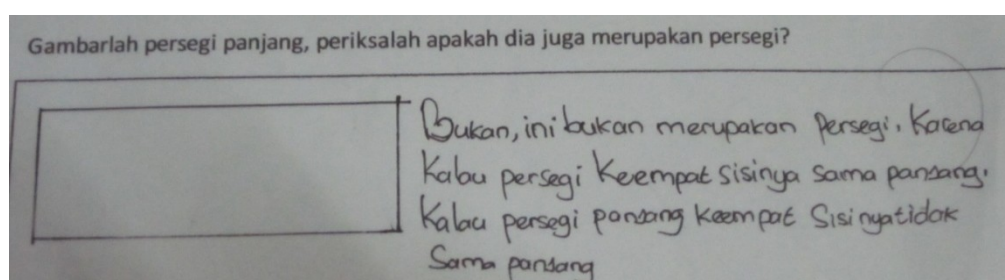 Gambarlah persegi panjang, periksalah apakah dia juga merupakan persegi?
Bukan, ini bukan merupakan Persegi, Karena
Kalau persegi Keempat sisinya sama panjang.
Kalau persegi panjang keempat Sisinya tidak
Sama panjang